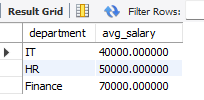 Result Grid Filter Rows:
department avg_salary
IT 40000.000000
HR 50000.000000
Finance 70000.000000